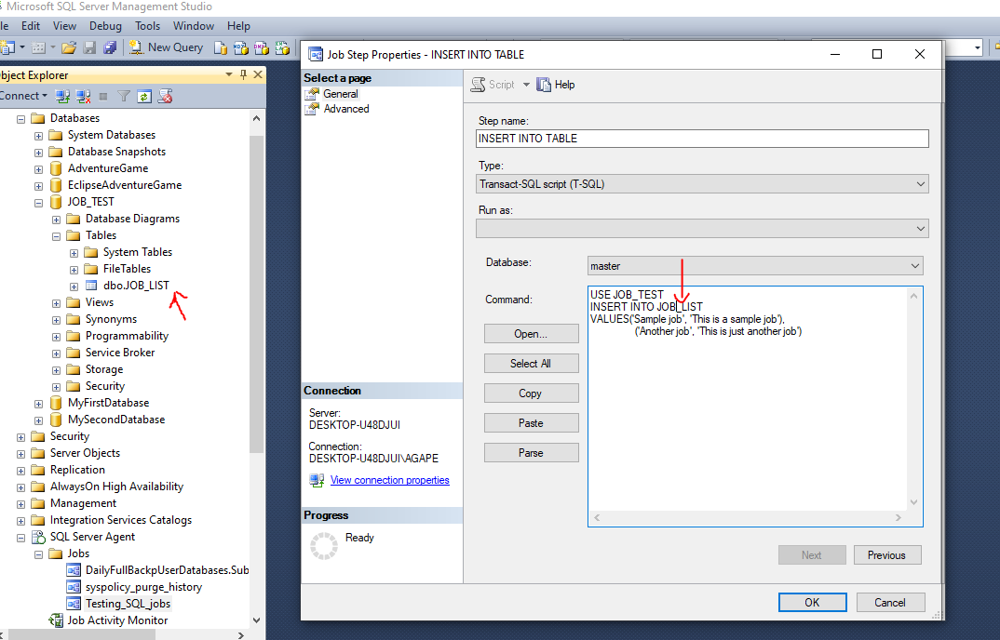 Microsoft SQL Server Management Studio
le Edit View Debug Tools Window Help
New Query
bject Explorer
Connect
Databases
System Databases
Database Snapshots
AdventureGame
EclipseAdventureGame
JOB_TEST
Database Diagrams
Tables
System Tables
FileTables
dbo.JOB_LIST
Views
Synonyms
Programmability
Service Broker
Storage
Security
MyFirstDatabase
MySecondDatabase
Security
Server Objects
Replication
AlwaysOn High Availability
Management
Integration Services Catalogs
SQL Server Agent
Jobs
DailyFullBackpUserDatabases.Sub
syspolicy_purge_history
Testing_SQL_jobs
Job Activity Monitor
Job Step Properties - INSERT INTO TABLE
Select a page
General
Advanced
Connection
Server:
DESKTOP-U48DJUI
Connection:
DESKTOP-U48DJUI\AGAPE
View connection properties
Progress
Ready
Script Help
Step name:
INSERT INTO TABLE
Type:
Transact-SQL script (T-SQL)
Run as:
Database: master
Command:
USE JOB_TEST
INSERT INTO JOB_LIST
VALUES('Sample job', 'This is a sample job'),
('Another job', 'This is just another job')
Open...
Select All
Copy
Paste
Parse
Next Previous
OK Cancel